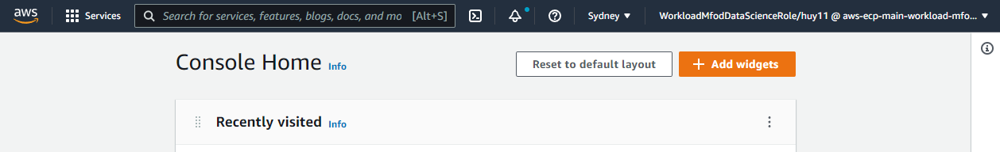 aws Services Search for services, features, blogs, docs, and mo [Alt+S] Sydney WorkloadMfodDataScienceRole/huy11 @ aws-ecp-main-workload-mfo...
Console Home Info Reset to default layout + Add widgets
Recently visited Info